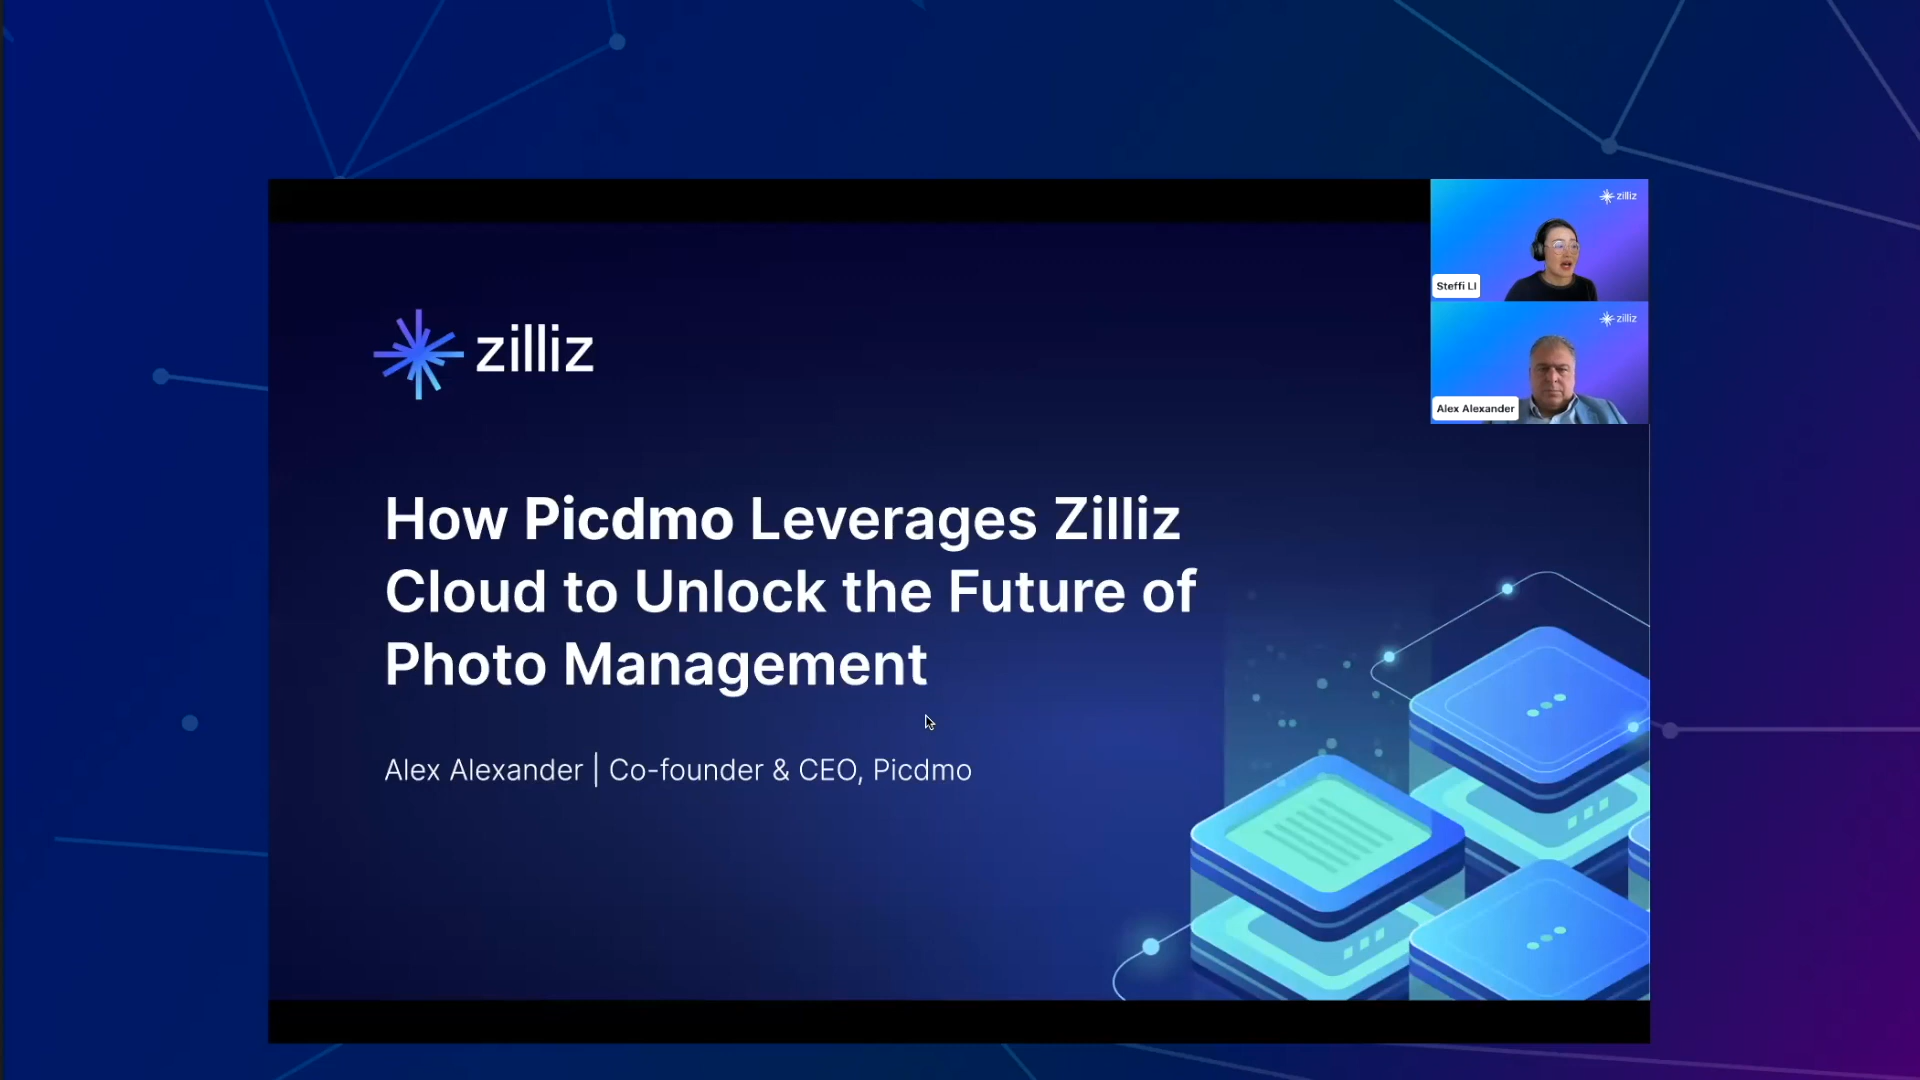 zilliz
Steffi LI
zilliz
Alex Alexander
zilliz
How Picdmo Leverages Zilliz
Cloud to Unlock the Future of
Photo Management
Alex Alexander | Co-founder & CEO, Picdmo